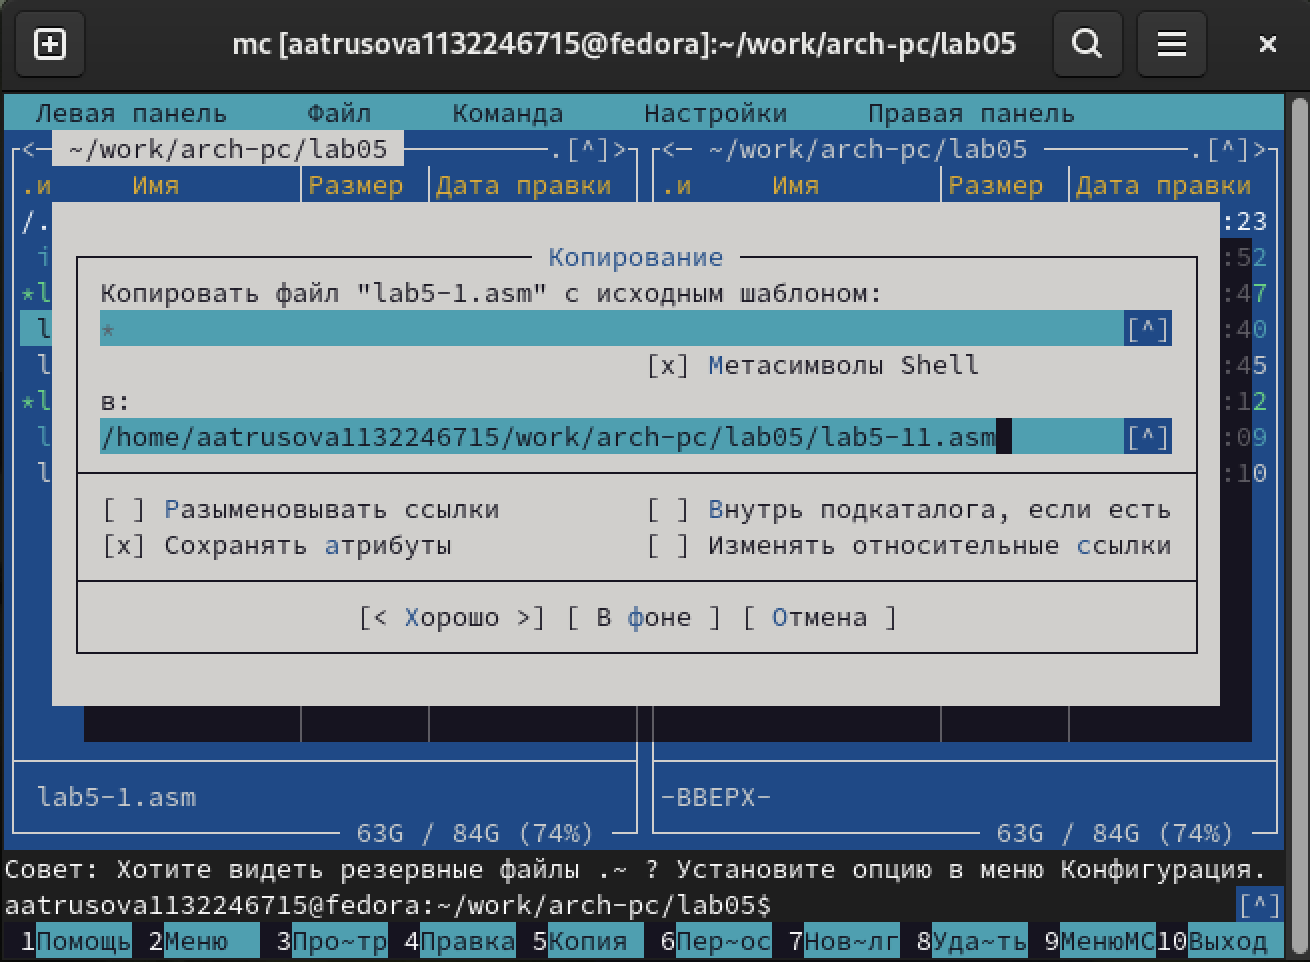 mc [aatrusova1132246715@fedora]:~/work/arch-pc/lab05
Левая панель Файл Команда Настройки Правая панель
<─ ~/work/arch-pc/lab05 .[^]> <─ ~/work/arch-pc/lab05 .[^]>
.и Имя Размер Дата правки .и Имя Размер Дата правки
/. :23
i Копирование :52
*l Копировать файл "lab5-1.asm" с исходным шаблоном: :47
l * [^] :40
l [x] Метасимволы Shell :45
*l в: :12
l /home/aatrusova1132246715/work/arch-pc/lab05/lab5-11.asm [^] :09
l :10
[ ] Разыменовывать ссылки [ ] Внутрь подкаталога, если есть
[x] Сохранять атрибуты [ ] Изменять относительные ссылки
[< Хорошо >] [ В фоне ] [ Отмена ]
lab5-1.asm -ВВЕРХ-
63G / 84G (74%) 63G / 84G (74%)
Совет: Хотите видеть резервные файлы .~ ? Установите опцию в меню Конфигурация.
aatrusova1132246715@fedora:~/work/arch-pc/lab05$ [^]
1Помощь 2Меню 3Про~тр 4Правка 5Копия 6Пер~ос 7Нов~лг 8Уда~ть 9МенюMC10Выход